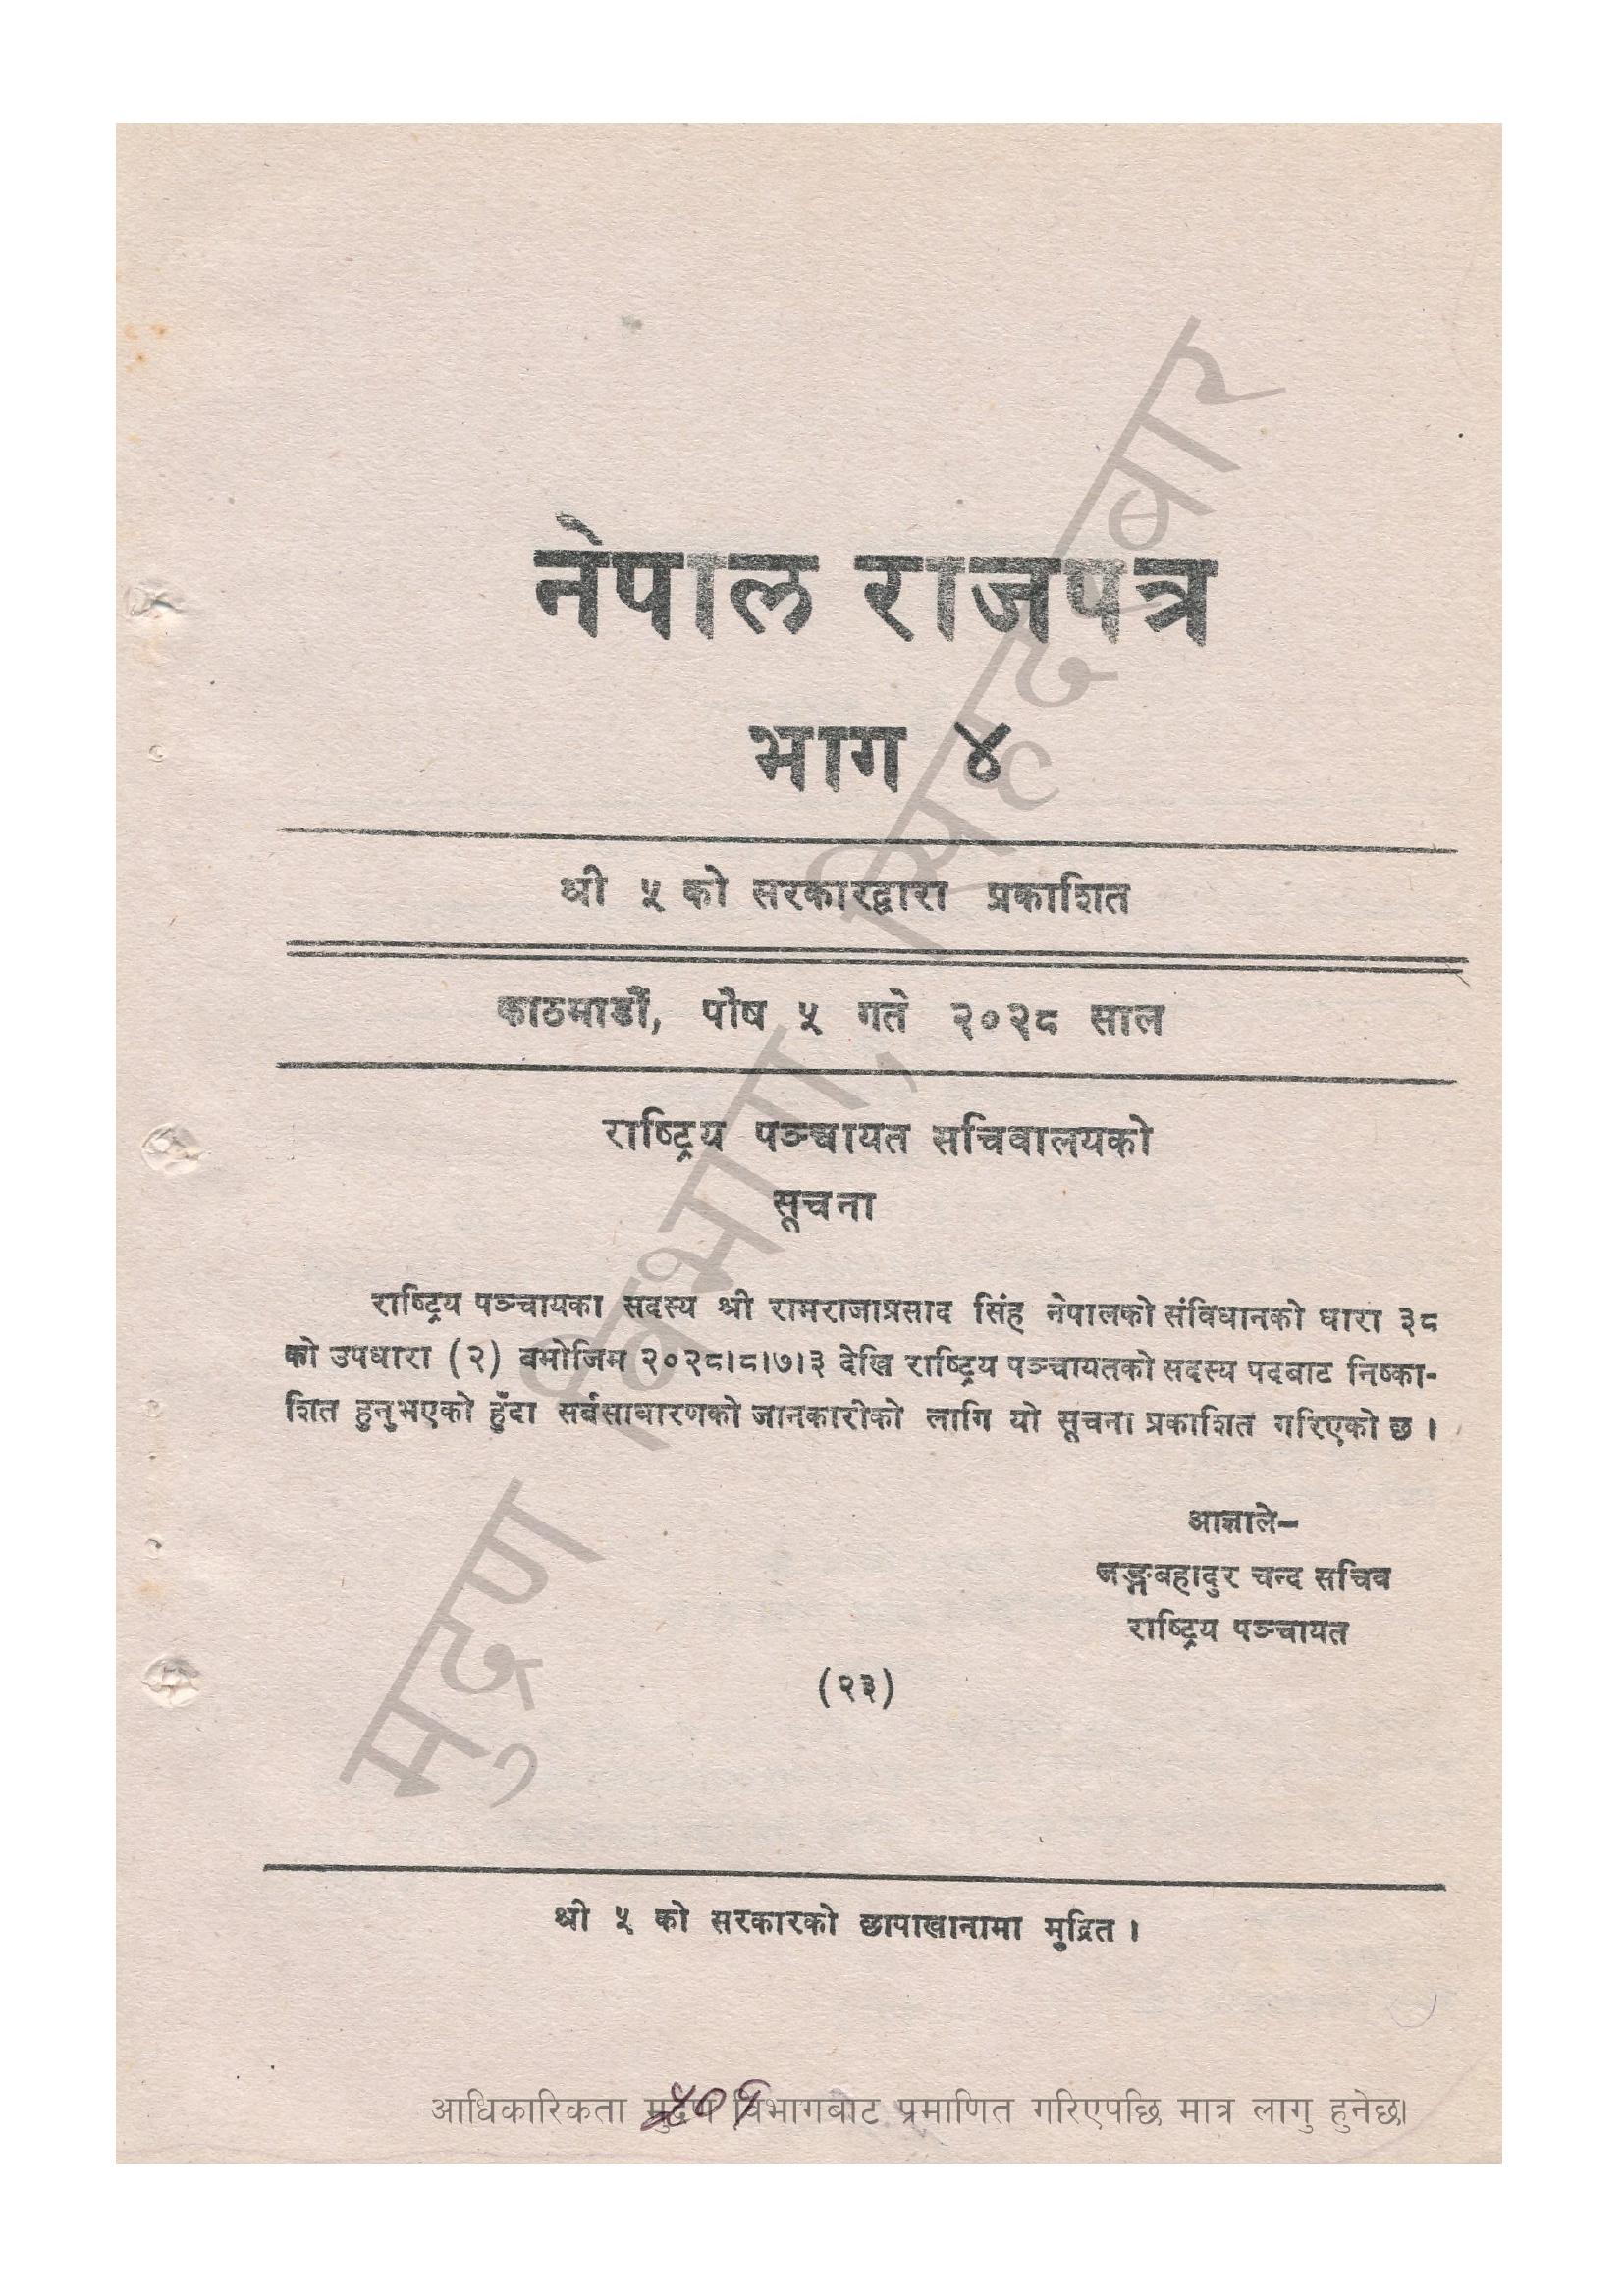 नेपाल राजपत्र
भाग ४
श्री ५ को सरकारद्वारा प्रकाशित
काठमाडौं, पौष ५ गते २०२८ साल
राष्ट्रिय पञ्चायत सचिवालयको
सूचना
राष्ट्रिय पञ्चायका सदस्य श्री रामराजाप्रसाद सिंह नेपालको संविधानको धारा ३८
को उपधारा (२) बमोजिम २०२८।८।७।३ देखि राष्ट्रिय पञ्चायतको सदस्य पदबाट निष्का-
शित हुनुभएको हुँदा सर्बसाधारणको जानकारीको लागि यो सूचना प्रकाशित गरिएको छ ।
आज्ञाले–
जङ्गबहादुर चन्द सचिव
राष्ट्रिय पञ्चायत
(२३)
श्री ५ को सरकारको छापाखानामा मुद्रित ।
मुद्रण विभाग, सिंहदरबार
आधिकारिकता मुद्रण विभागबाट प्रमाणित गरिएपछि मात्र लागु हुनेछ।